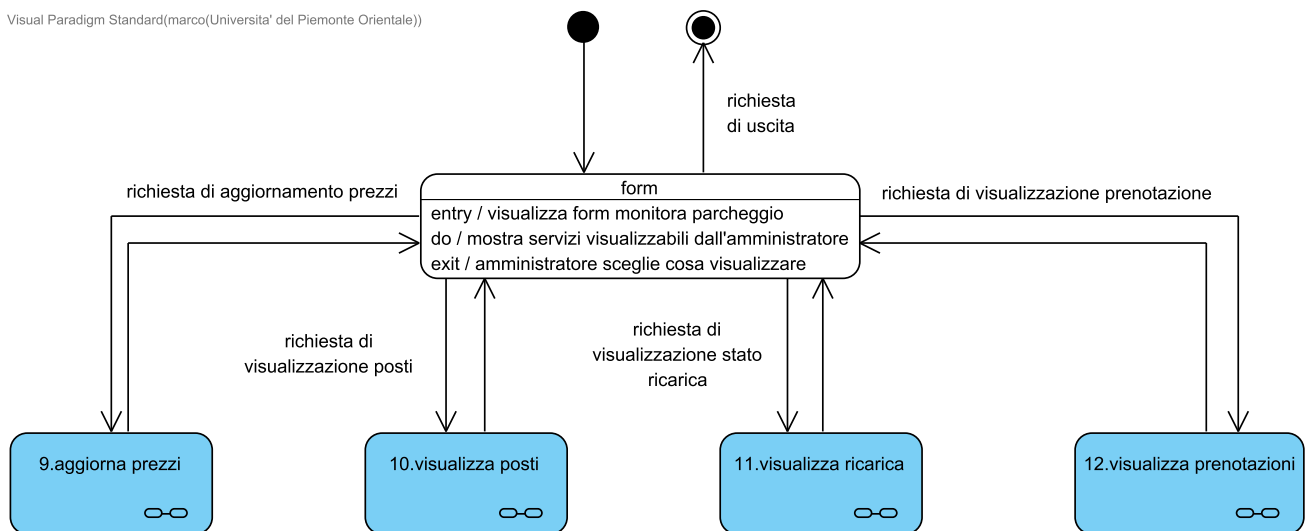 Visual Paradigm Standard(marco(Universita' del Piemonte Orientale))
richiesta
di uscita
richiesta di aggiornamento prezzi
form
richiesta di visualizzazione prenotazione
entry / visualizza form monitora parcheggio
do / mostra servizi visualizzabili dall'amministratore
exit / amministratore sceglie cosa visualizzare
richiesta di
visualizzazione posti
richiesta di
visualizzazione stato
ricarica
9.aggiorna prezzi
10.visualizza posti
11.visualizza ricarica
12.visualizza prenotazioni